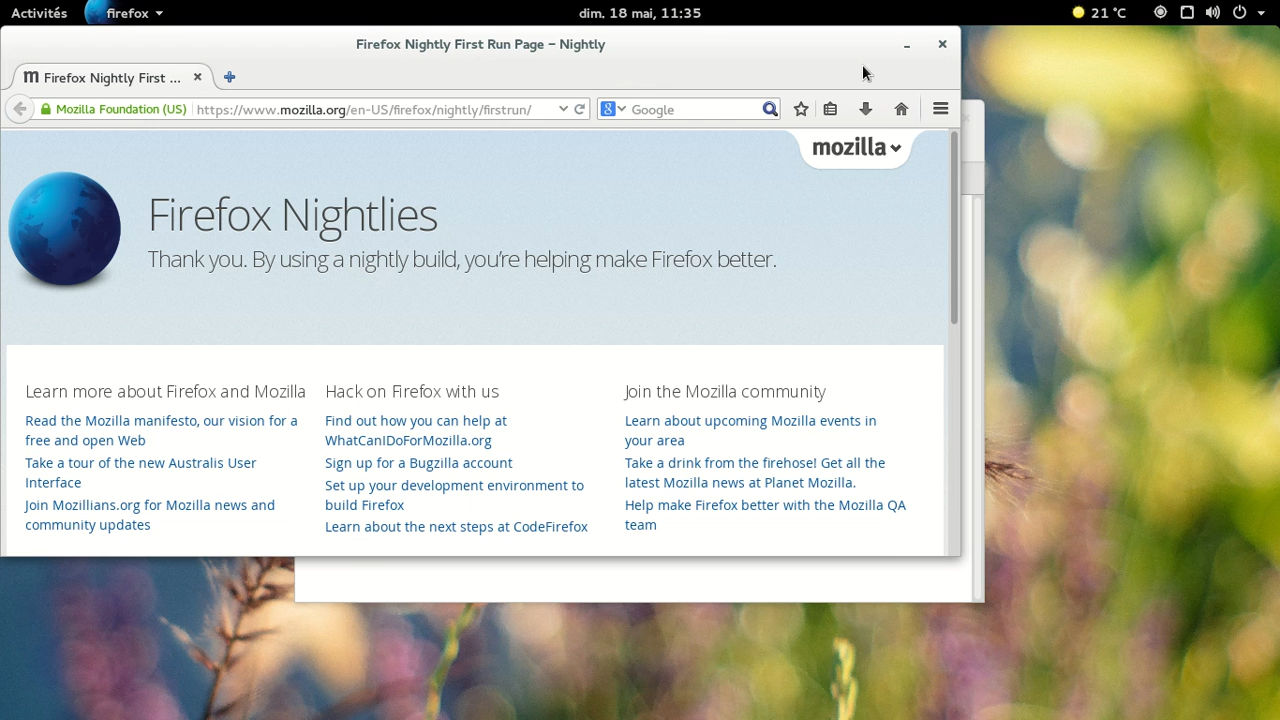 Activités firefox dim. 18 mai, 11:35 21 °C
Firefox Nightly First Run Page – Nightly
m Firefox Nightly First ...
Mozilla Foundation (US) https://www.mozilla.org/en-US/firefox/nightly/firstrun/ 8 Google
mozilla
Firefox Nightlies
Thank you. By using a nightly build, you're helping make Firefox better.
Learn more about Firefox and Mozilla
Read the Mozilla manifesto, our vision for a
free and open Web
Take a tour of the new Australis User
Interface
Join Mozillians.org for Mozilla news and
community updates
Hack on Firefox with us
Find out how you can help at
WhatCanIDoForMozilla.org
Sign up for a Bugzilla account
Set up your development environment to
build Firefox
Learn about the next steps at CodeFirefox
Join the Mozilla community
Learn about upcoming Mozilla events in
your area
Take a drink from the firehose! Get all the
latest Mozilla news at Planet Mozilla.
Help make Firefox better with the Mozilla QA
team